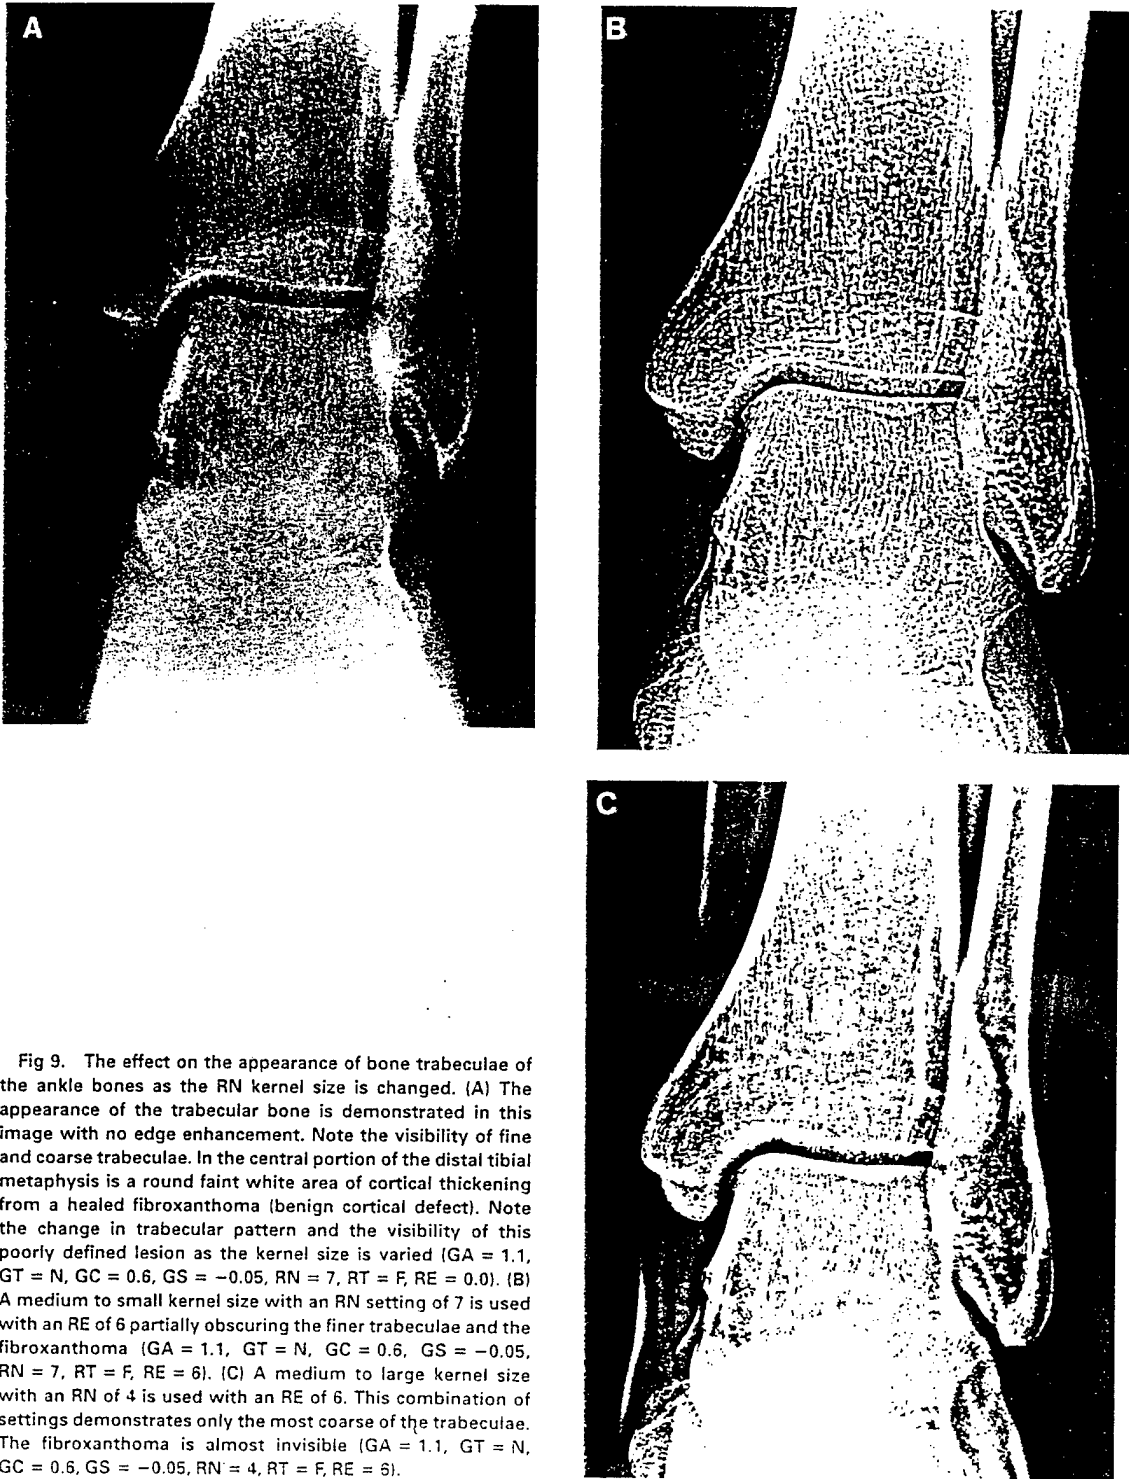 A
B
C
Fig 9. The effect on the appearance of bone trabeculae of
the ankle bones as the RN kernel size is changed. (A) The
appearance of the trabecular bone is demonstrated in this
image with no edge enhancement. Note the visibility of fine
and coarse trabeculae. In the central portion of the distal tibial
metaphysis is a round faint white area of cortical thickening
from a healed fibroxanthoma (benign cortical defect). Note
the change in trabecular pattern and the visibility of this
poorly defined lesion as the kernel size is varied (GA = 1.1,
GT = N, GC = 0.6, GS = −0.05, RN = 7, RT = F, RE = 0.0). (B)
A medium to small kernel size with an RN setting of 7 is used
with an RE of 6 partially obscuring the finer trabeculae and the
fibroxanthoma (GA = 1.1, GT = N, GC = 0.6, GS = −0.05,
RN = 7, RT = F, RE = 6). (C) A medium to large kernel size
with an RN of 4 is used with an RE of 6. This combination of
settings demonstrates only the most coarse of the trabeculae.
The fibroxanthoma is almost invisible (GA = 1.1, GT = N,
GC = 0.6, GS = −0.05, RN = 4, RT = F, RE = 6).